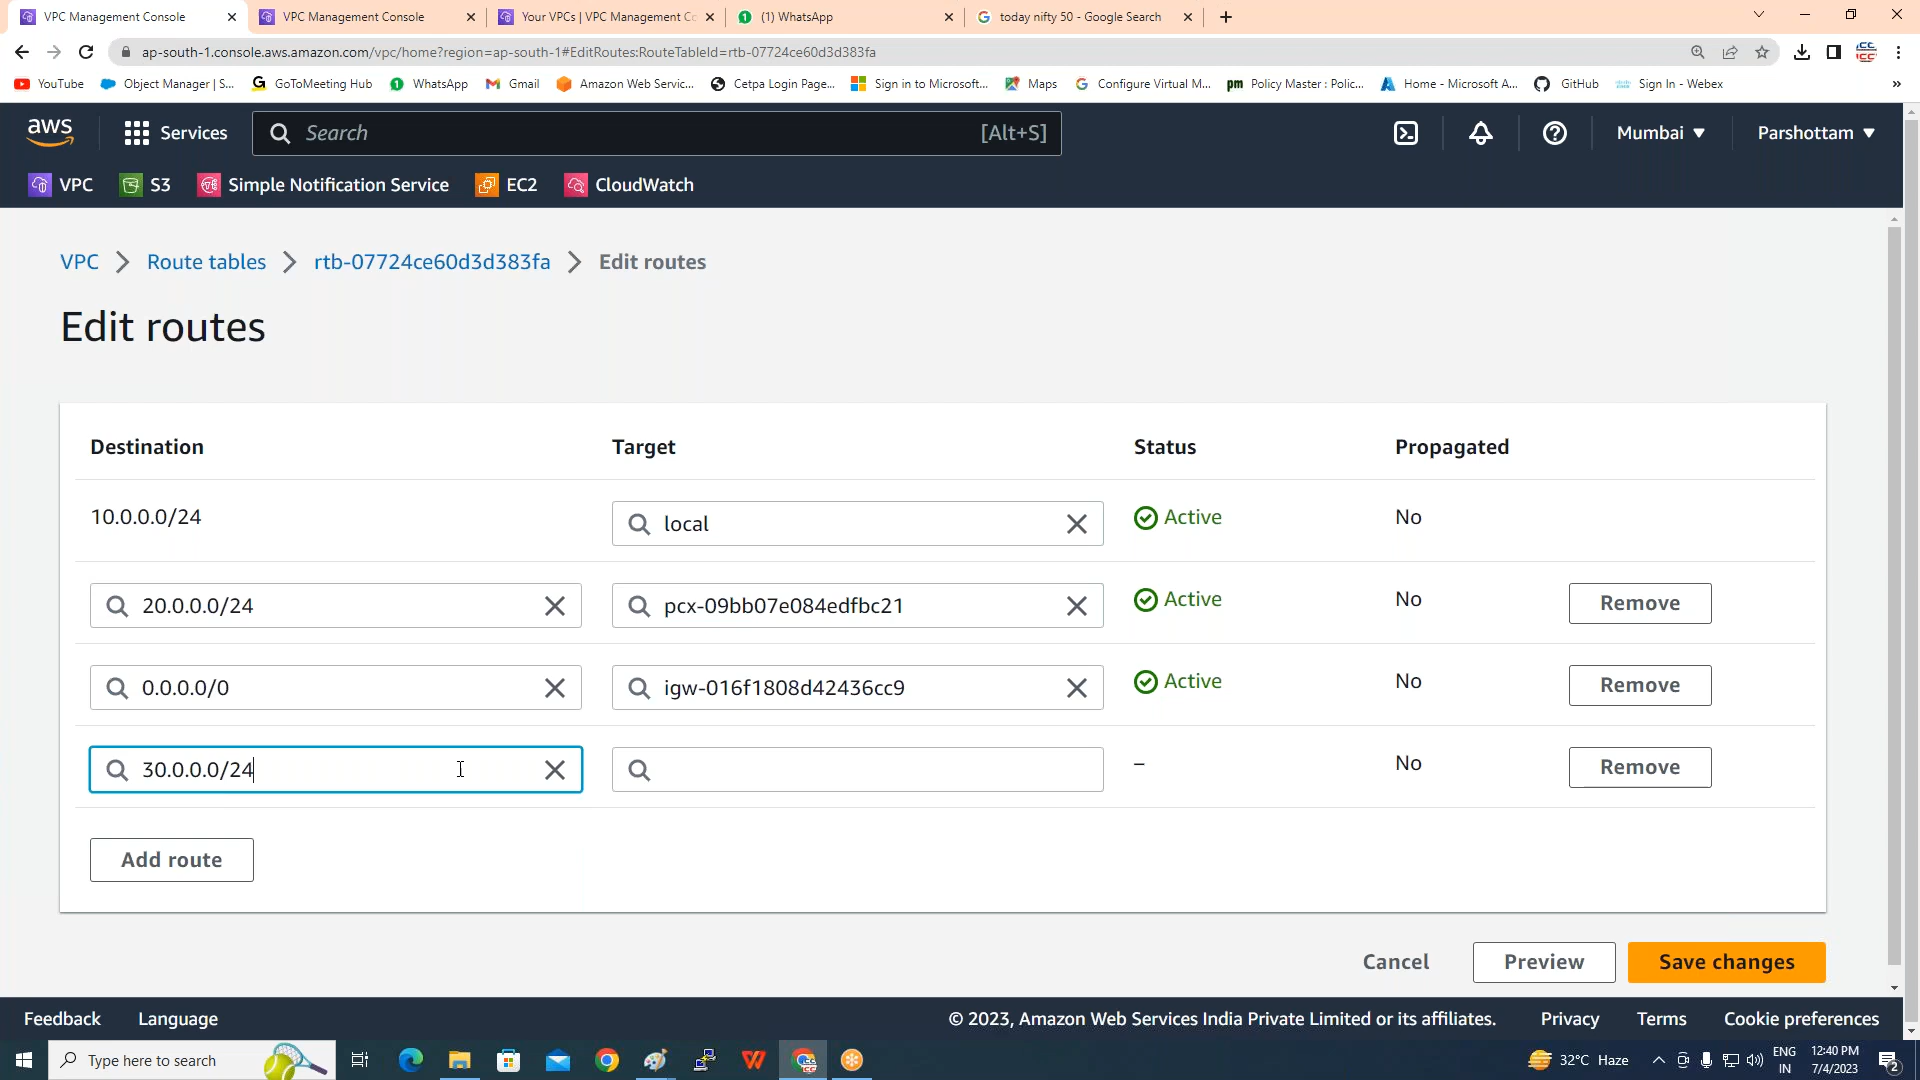 VPC Management Console
VPC Management Console
Your VPCs | VPC Management Co
(1) WhatsApp
today nifty 50 - Google Search
ap-south-1.console.aws.amazon.com/vpc/home?region=ap-south-1#EditRoutes:RouteTableId=rtb-07724ce60d3d383fa
YouTube
Object Manager | S...
GoToMeeting Hub
WhatsApp
Gmail
Amazon Web Servic...
Cetpa Login Page...
Sign in to Microsoft...
Maps
Configure Virtual M...
pm Policy Master : Polic...
Home - Microsoft A...
GitHub
Sign In - Webex
»
aws
Services
Search
[Alt+S]
Mumbai
Parshottam
VPC
S3
Simple Notification Service
EC2
CloudWatch
VPC
Route tables
rtb-07724ce60d3d383fa
Edit routes
Edit routes
Destination
Target
Status
Propagated
10.0.0.0/24
local
Active
No
20.0.0.0/24
pcx-09bb07e084edfbc21
Active
No
Remove
0.0.0.0/0
igw-016f1808d42436cc9
Active
No
Remove
30.0.0.0/24
–
No
Remove
Add route
Cancel
Preview
Save changes
Feedback
Language
© 2023, Amazon Web Services India Private Limited or its affiliates.
Privacy
Terms
Cookie preferences
Type here to search
32°C Haze
ENG
IN
12:40 PM
7/4/2023
2